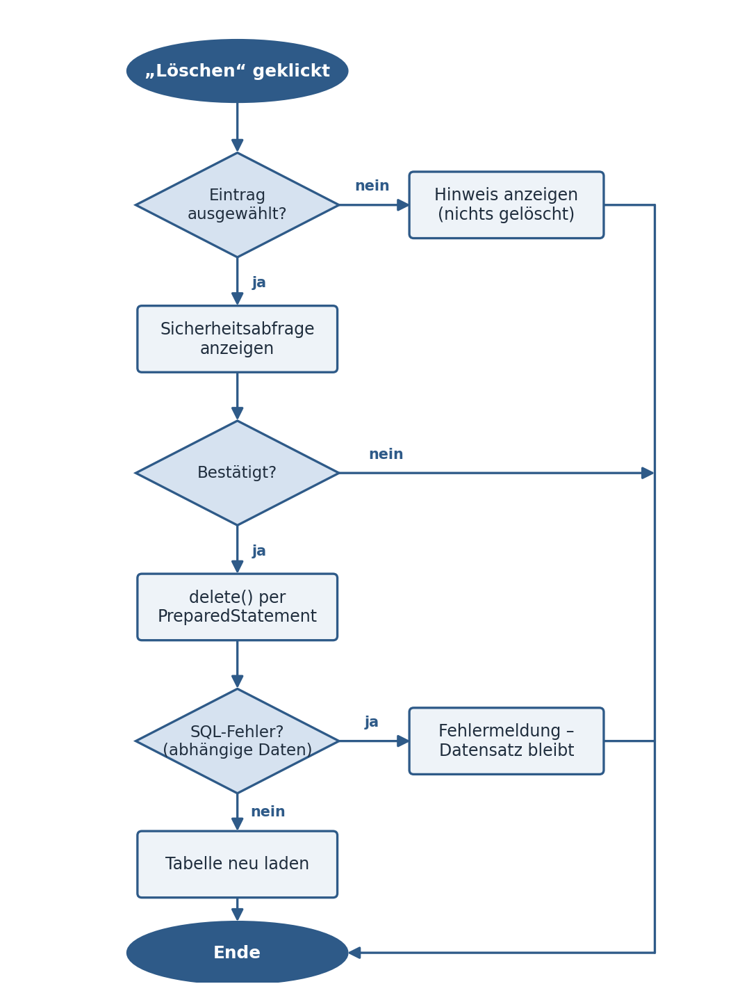 „Löschen“ geklickt
Eintrag
ausgewählt?
nein
Hinweis anzeigen
(nichts gelöscht)
ja
Sicherheitsabfrage
anzeigen
Bestätigt?
nein
ja
delete() per
PreparedStatement
SQL-Fehler?
(abhängige Daten)
ja
Fehlermeldung –
Datensatz bleibt
nein
Tabelle neu laden
Ende